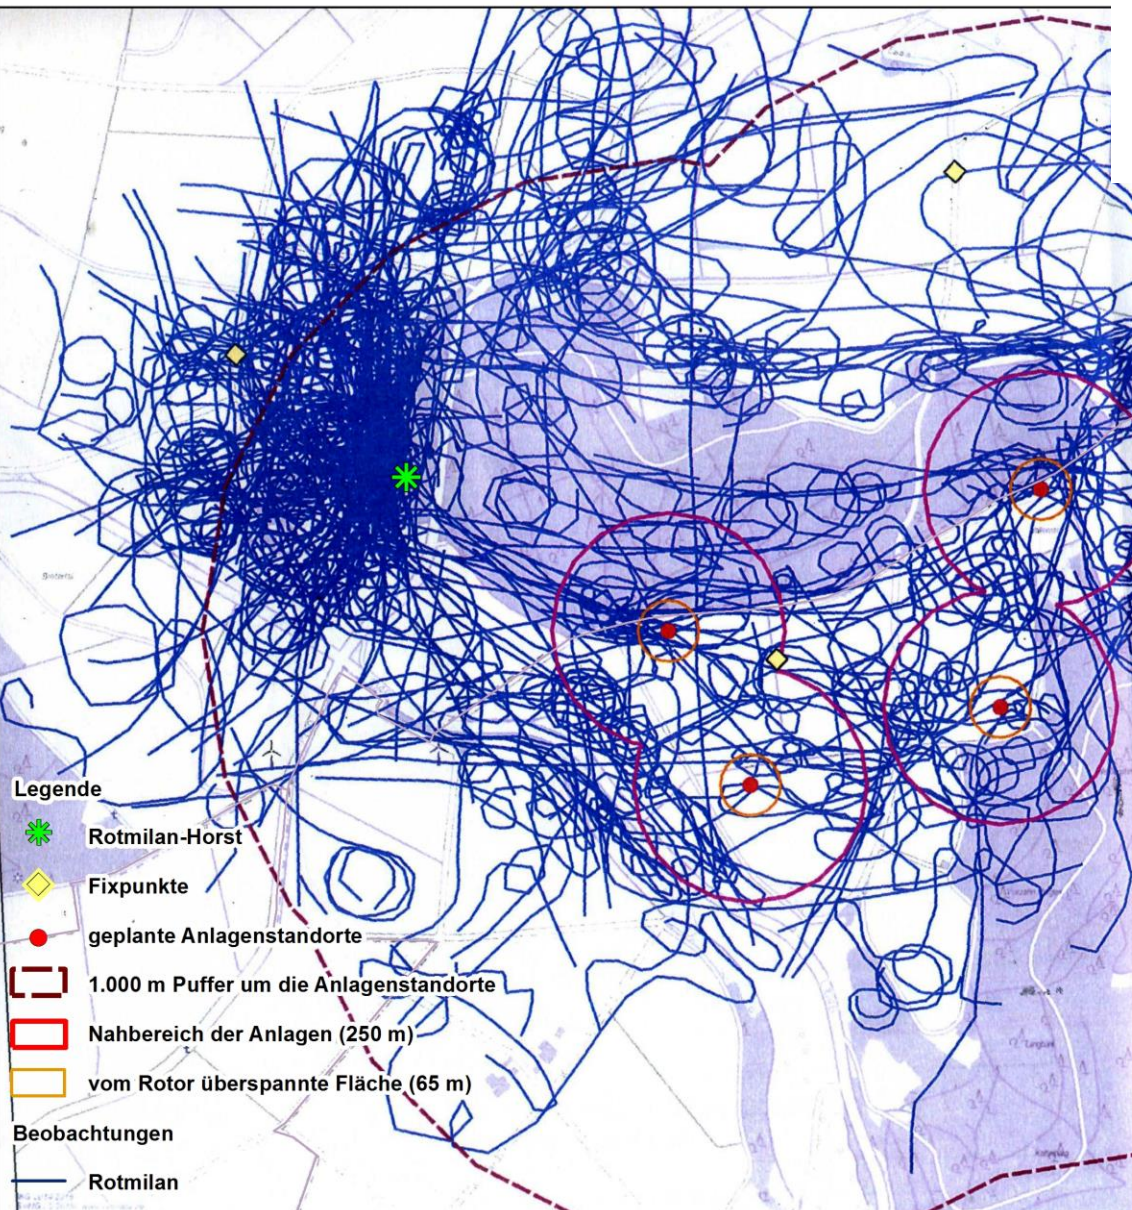 Legende
Rotmilan-Horst
Fixpunkte
geplante Anlagenstandorte
1.000 m Puffer um die Anlagenstandorte
Nahbereich der Anlagen (250 m)
vom Rotor überspannte Fläche (65 m)
Beobachtungen
Rotmilan